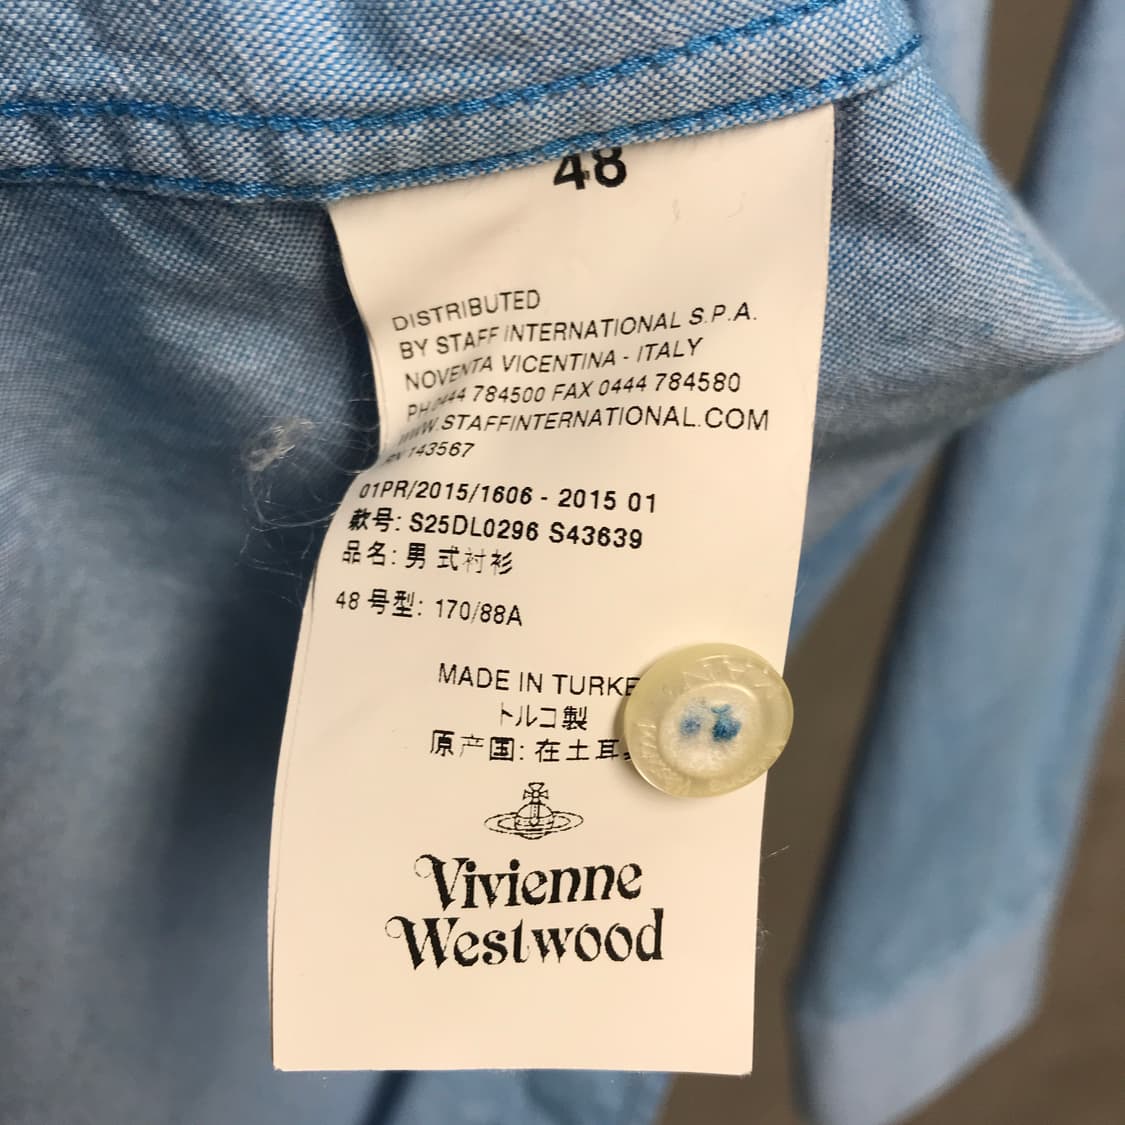 48
DISTRIBUTED
BY STAFF INTERNATIONAL S.P.A.
NOVENTA VICENTINA - ITALY
PH 0444 784500 FAX 0444 784580
WWW.STAFFINTERNATIONAL.COM
RN 143567
01PR/2015/1606 - 2015 01
款号: S25DL0296 S43639
品名: 男式衬衫
48 号型: 170/88A
MADE IN TURKE
トルコ製
原产国: 在土耳
Vivienne
Westwood